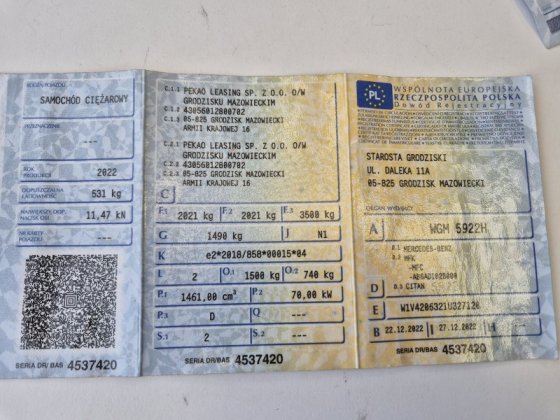 RODZAJ POJAZDU
SAMOCHÓD CIĘŻAROWY
PRZEZNACZENIE
---
ROK PRODUKCJI
2022
DOPUSZCZALNA ŁADOWNOŚĆ
531 kg
NAJWIĘKSZY DOP. NACISK OSI
11,47 kN
NR KARTY POJAZDU
---
SERIA DR/BAS 4537420
C.1.1 PEKAO LEASING SP. Z O.O. O/W
GRODZISKU MAZOWIECKIM
C.1.2 43056012800702
C.1.3 05-825 GRODZISK MAZOWIECKI
ARMII KRAJOWEJ 16
C.2.1 PEKAO LEASING SP. Z O.O. O/W
GRODZISKU MAZOWIECKIM
C.2.2 43056012800702
C.2.3 05-825 GRODZISK MAZOWIECKI
ARMII KRAJOWEJ 16
C
F.1 2021 kg F.2 2021 kg F.3 3500 kg
G 1490 kg J N1
K e2*2018/858*00015*04
L 2 O.1 1500 kg O.2 740 kg
P.1 1461,00 cm³ P.2 70,00 kW
P.3 D Q ---
S.1 2 S.2 ---
SERIA DR/BAS 4537420
PL
WSPÓLNOTA EUROPEJSKA
RZECZPOSPOLITA POLSKA
Dowód Rejestracyjny
STAROSTA GRODZISKI
UL. DALEKA 11A
05-825 GRODZISK MAZOWIECKI
ORGAN WYDAJĄCY
A WGM 5922H
D.1 MERCEDES-BENZ
D.2 MFK
-MFC
D
D.3 CITAN
E W1V4206321U327126
B 22.12.2022 27.12.2022
SERIA DR/BAS 4537420